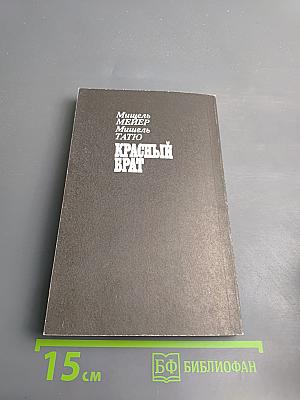 Мишель
МЕЙЕР
Мишель
ТАТЮ
КРАСНЫЙ
БРАТ
15 см
БФ БИБЛИОФАН